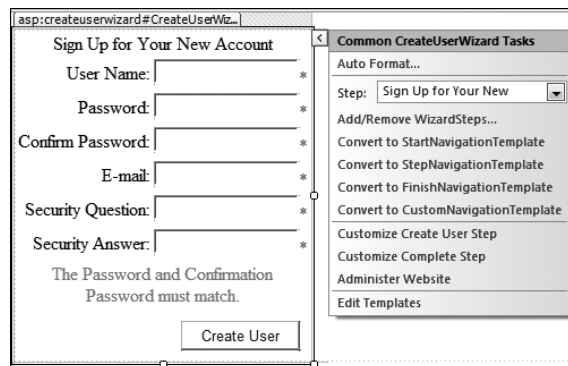 asp:createuserwizard#CreateUserWiz...
Sign Up for Your New Account
User Name: *
Password: *
Confirm Password: *
E-mail: *
Security Question: *
Security Answer: *
The Password and Confirmation
Password must match.
Create User
<
Common CreateUserWizard Tasks
Auto Format...
Step: Sign Up for Your New
Add/Remove WizardSteps...
Convert to StartNavigationTemplate
Convert to StepNavigationTemplate
Convert to FinishNavigationTemplate
Convert to CustomNavigationTemplate
Customize Create User Step
Customize Complete Step
Administer Website
Edit Templates